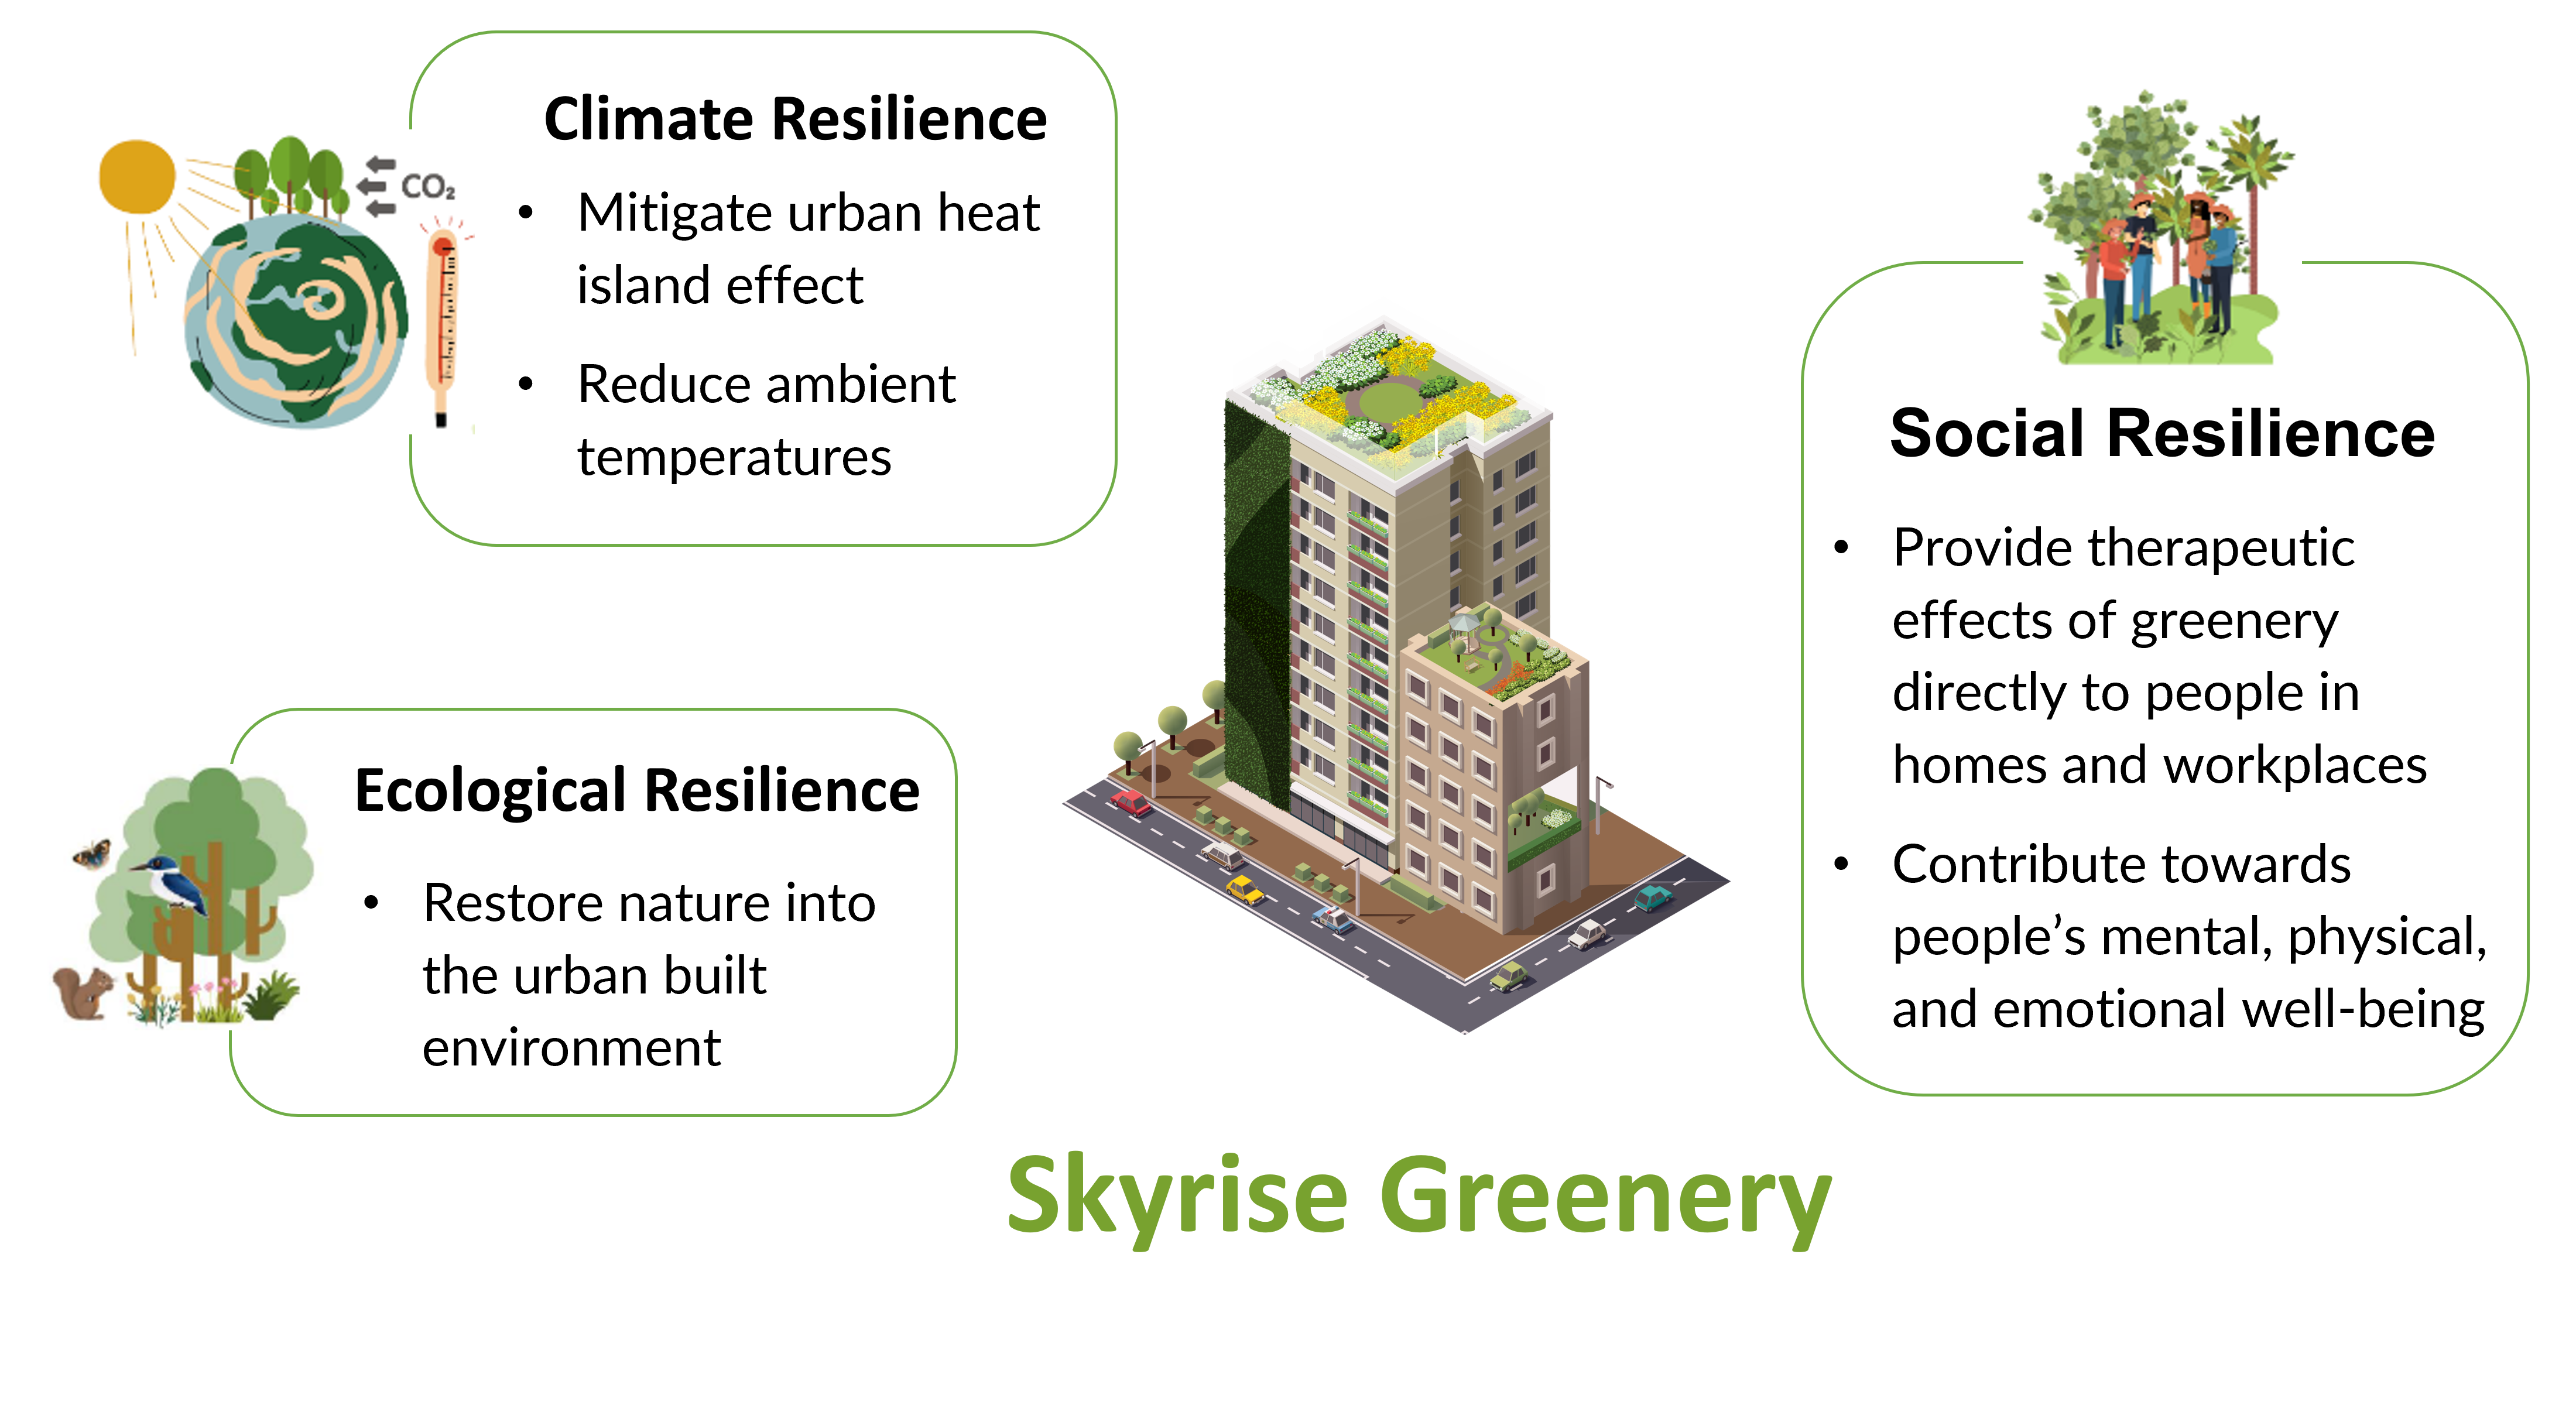 Climate Resilience
• Mitigate urban heat
island effect
• Reduce ambient
temperatures
CO₂
Ecological Resilience
• Restore nature into
the urban built
environment
Social Resilience
• Provide therapeutic
effects of greenery
directly to people in
homes and workplaces
• Contribute towards
people’s mental, physical,
and emotional well-being
Skyrise Greenery